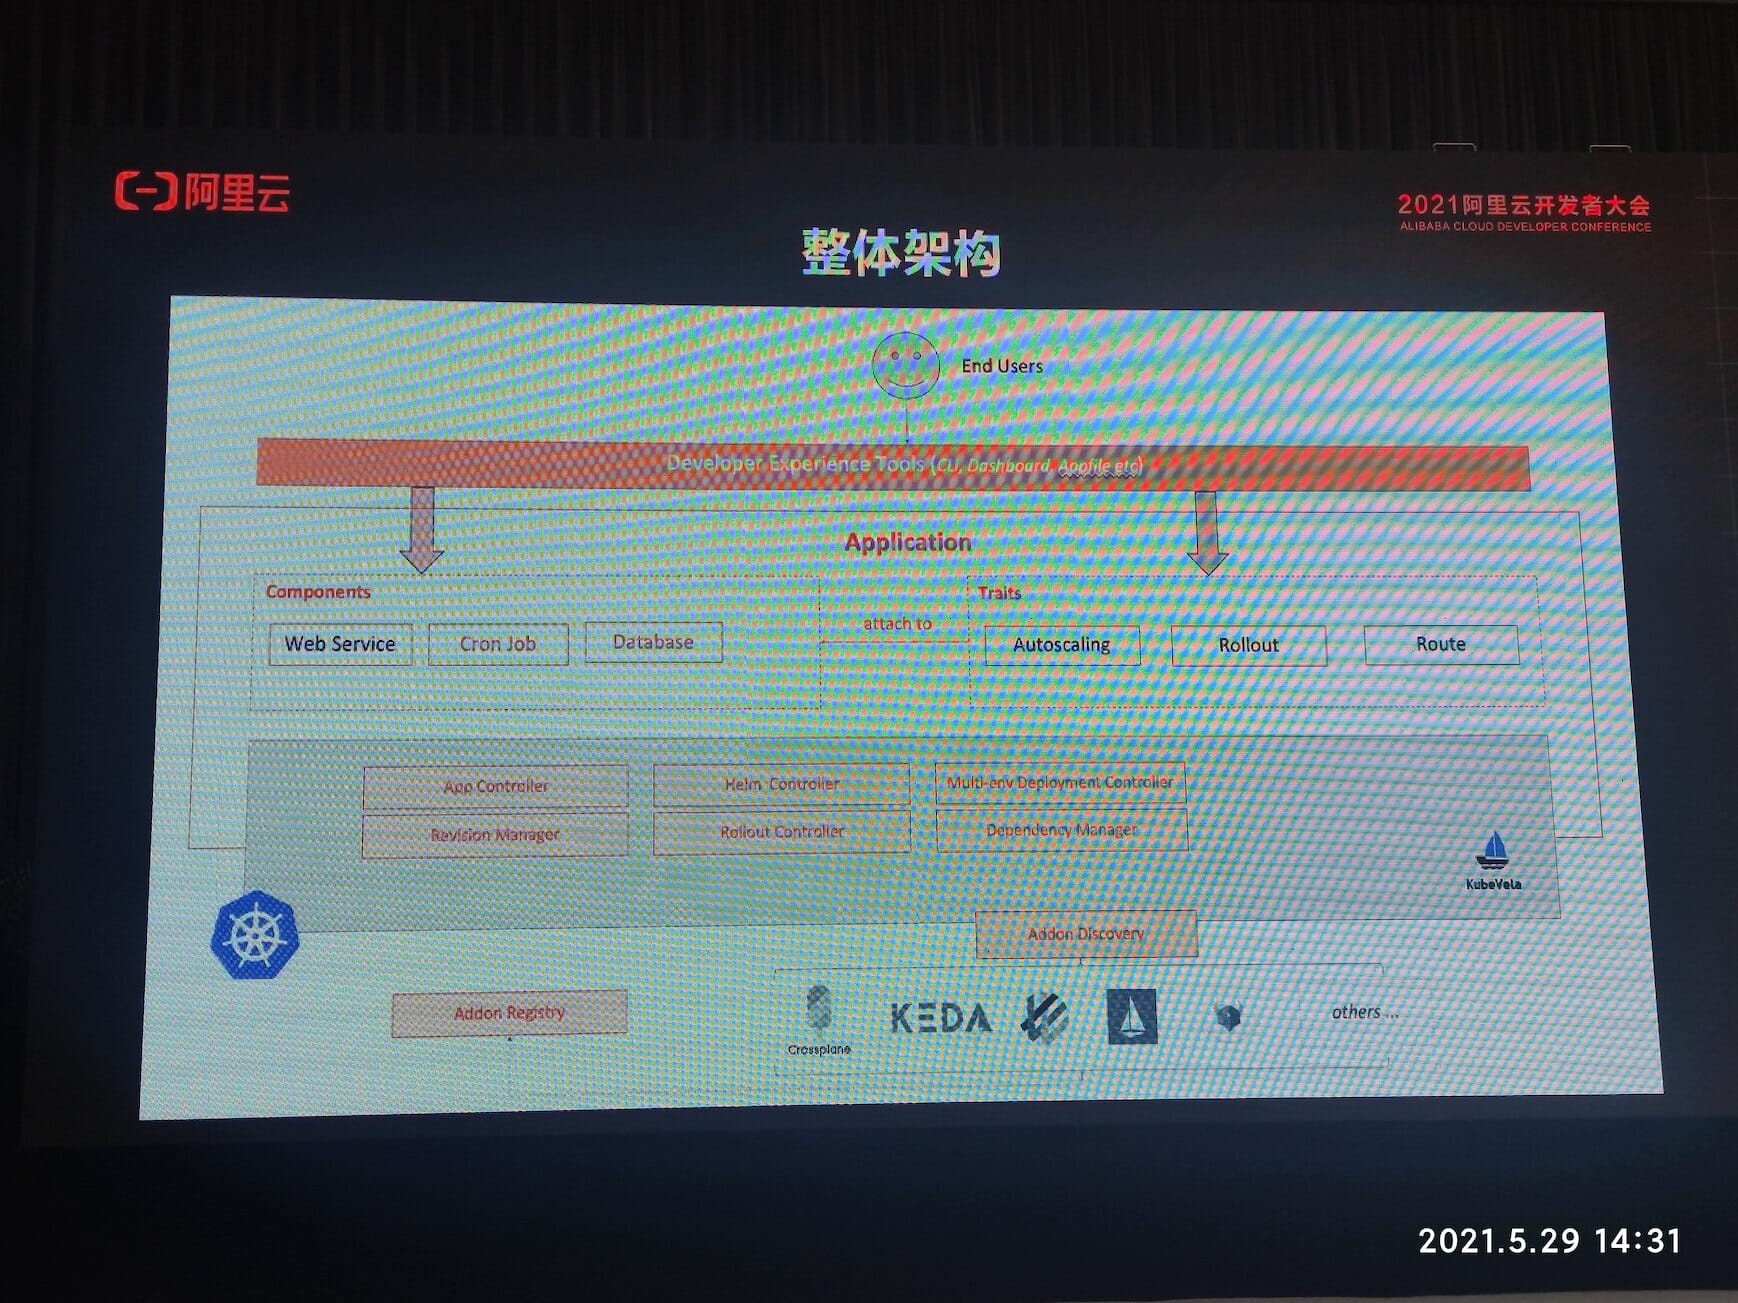 阿里云
2021阿里云开发者大会
ALIBABA CLOUD DEVELOPER CONFERENCE
整体架构
End Users
Developer Experience Tools (CLI, Dashboard, Appfile etc)
Application
Components
Traits
Web Service
Cron Job
Database
attach to
Autoscaling
Rollout
Route
App Controller
Helm Controller
Multi-env Deployment Controller
Revision Manager
Rollout Controller
Dependency Manager
KubeVela
Addon Discovery
Addon Registry
Crossplane
KEDA
others ...
2021.5.29 14:31